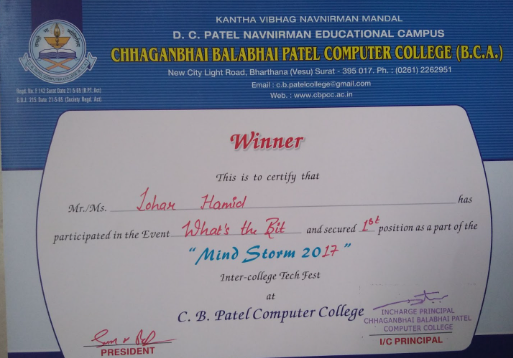 KANTHA VIBHAG NAVNIRMAN MANDAL
D. C. PATEL NAVNIRMAN EDUCATIONAL CAMPUS
CHHAGANBHAI BALABHAI PATEL COMPUTER COLLEGE (B.C.A.)
New City Light Road, Bharthana (Vesu) Surat - 395 017. Ph. : (0261) 2262951
Email : c.b.patelcollege@gmail.com
Web. : www.cbpcc.ac.in
Winner
This is to certify that
Mr./Ms. Johar Hamid has
participated in the Event What's the Bit and secured 1st position as a part of the
"Mind Storm 2017"
Inter-college Tech Fest
at
C. B. Patel Computer College
INCHARGE PRINCIPAL
CHHAGANBHAI BALABHAI PATEL
COMPUTER COLLEGE
PRESIDENT
I/C PRINCIPAL